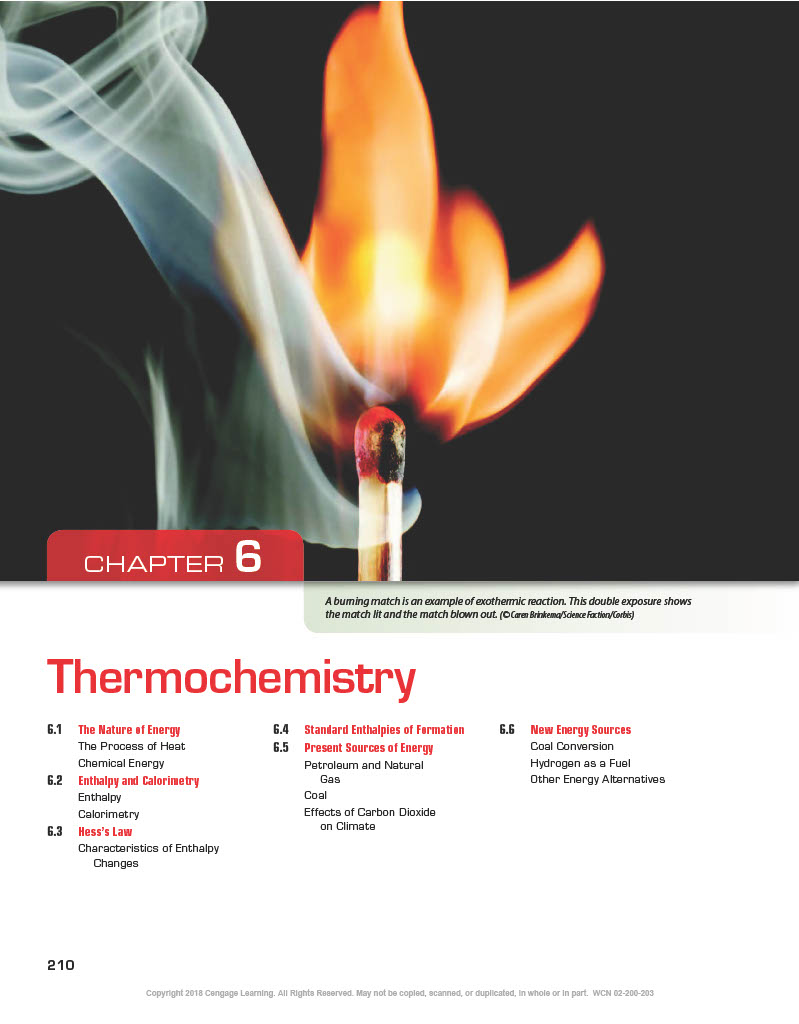 CHAPTER 6
A burning match is an example of exothermic reaction. This double exposure shows
the match lit and the match blown out. (© Caren Brinkema/Science Faction/Corbis)
Thermochemistry
6.1 The Nature of Energy
The Process of Heat
Chemical Energy
6.2 Enthalpy and Calorimetry
Enthalpy
Calorimetry
6.3 Hess's Law
Characteristics of Enthalpy
Changes
6.4 Standard Enthalpies of Formation
6.5 Present Sources of Energy
Petroleum and Natural
Gas
Coal
Effects of Carbon Dioxide
on Climate
6.6 New Energy Sources
Coal Conversion
Hydrogen as a Fuel
Other Energy Alternatives
210
Copyright 2018 Cengage Learning. All Rights Reserved. May not be copied, scanned, or duplicated, in whole or in part. WCN 02-200-203